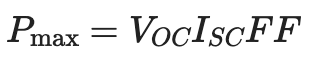 P_max = V_OC I_SC FF